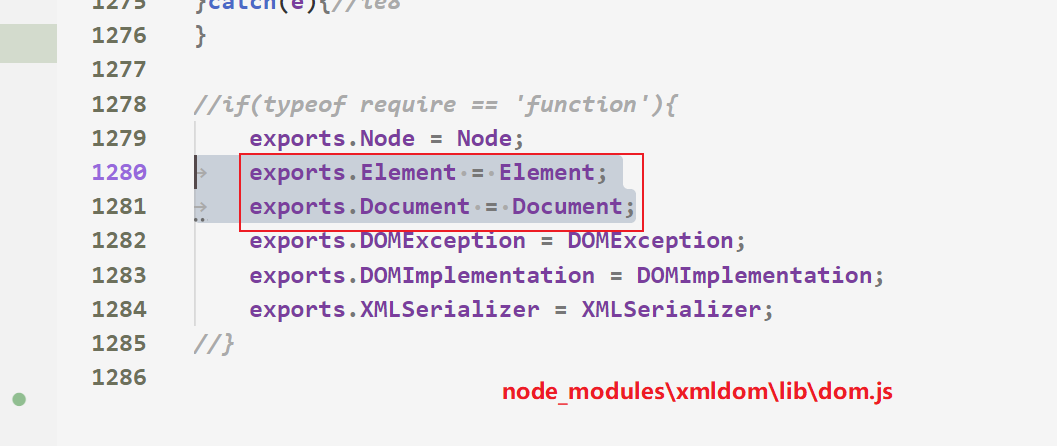 1275 }catch(e){//ie8
1276 }
1277
1278 //if(typeof require == 'function'){
1279 exports.Node = Node;
1280 exports.Element = Element;
1281 exports.Document = Document;
1282 exports.DOMException = DOMException;
1283 exports.DOMImplementation = DOMImplementation;
1284 exports.XMLSerializer = XMLSerializer;
1285 //}
1286
node_modules\xmldom\lib\dom.js